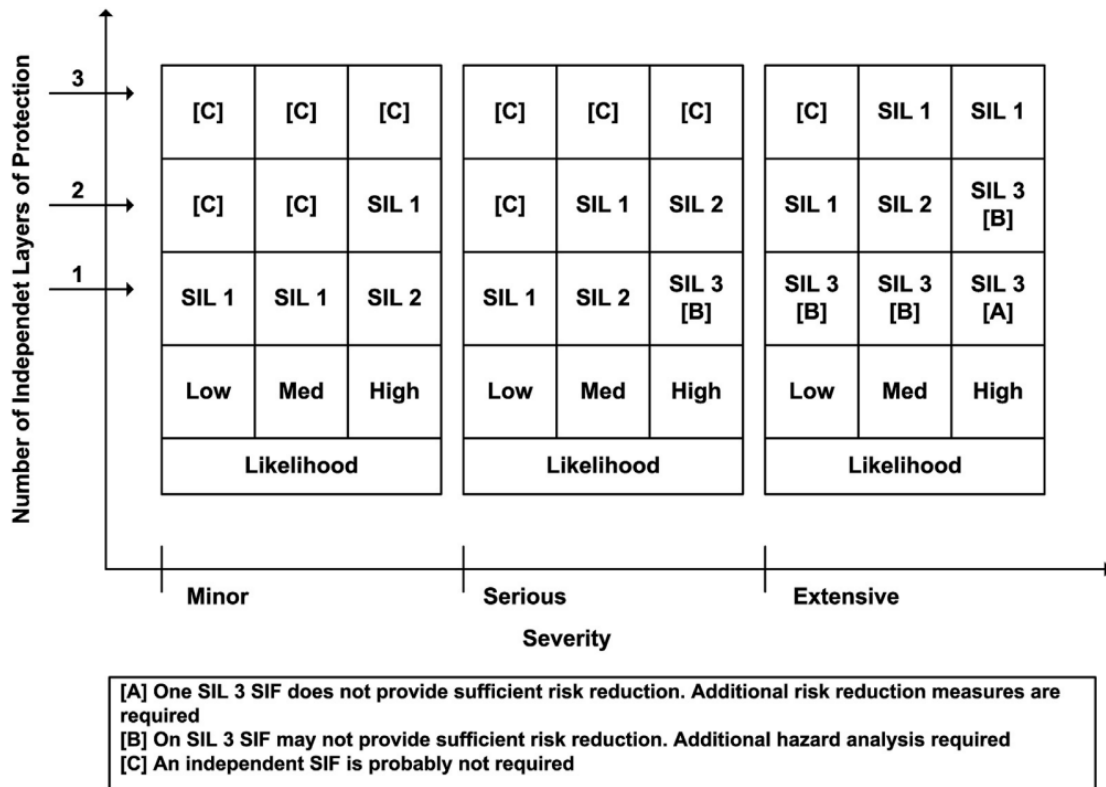 Number of Independet Layers of Protection
3
[C] [C] [C] [C] [C] [C] [C] SIL 1 SIL 1
2
[C] [C] SIL 1 [C] SIL 1 SIL 2 SIL 1 SIL 2 SIL 3
[B]
1
SIL 1 SIL 1 SIL 2 SIL 1 SIL 2 SIL 3 SIL 3 SIL 3 SIL 3
[B] [B] [B] [A]
Low Med High Low Med High Low Med High
Likelihood Likelihood Likelihood
Minor Serious Extensive
Severity
[A] One SIL 3 SIF does not provide sufficient risk reduction. Additional risk reduction measures are
required
[B] On SIL 3 SIF may not provide sufficient risk reduction. Additional hazard analysis required
[C] An independent SIF is probably not required